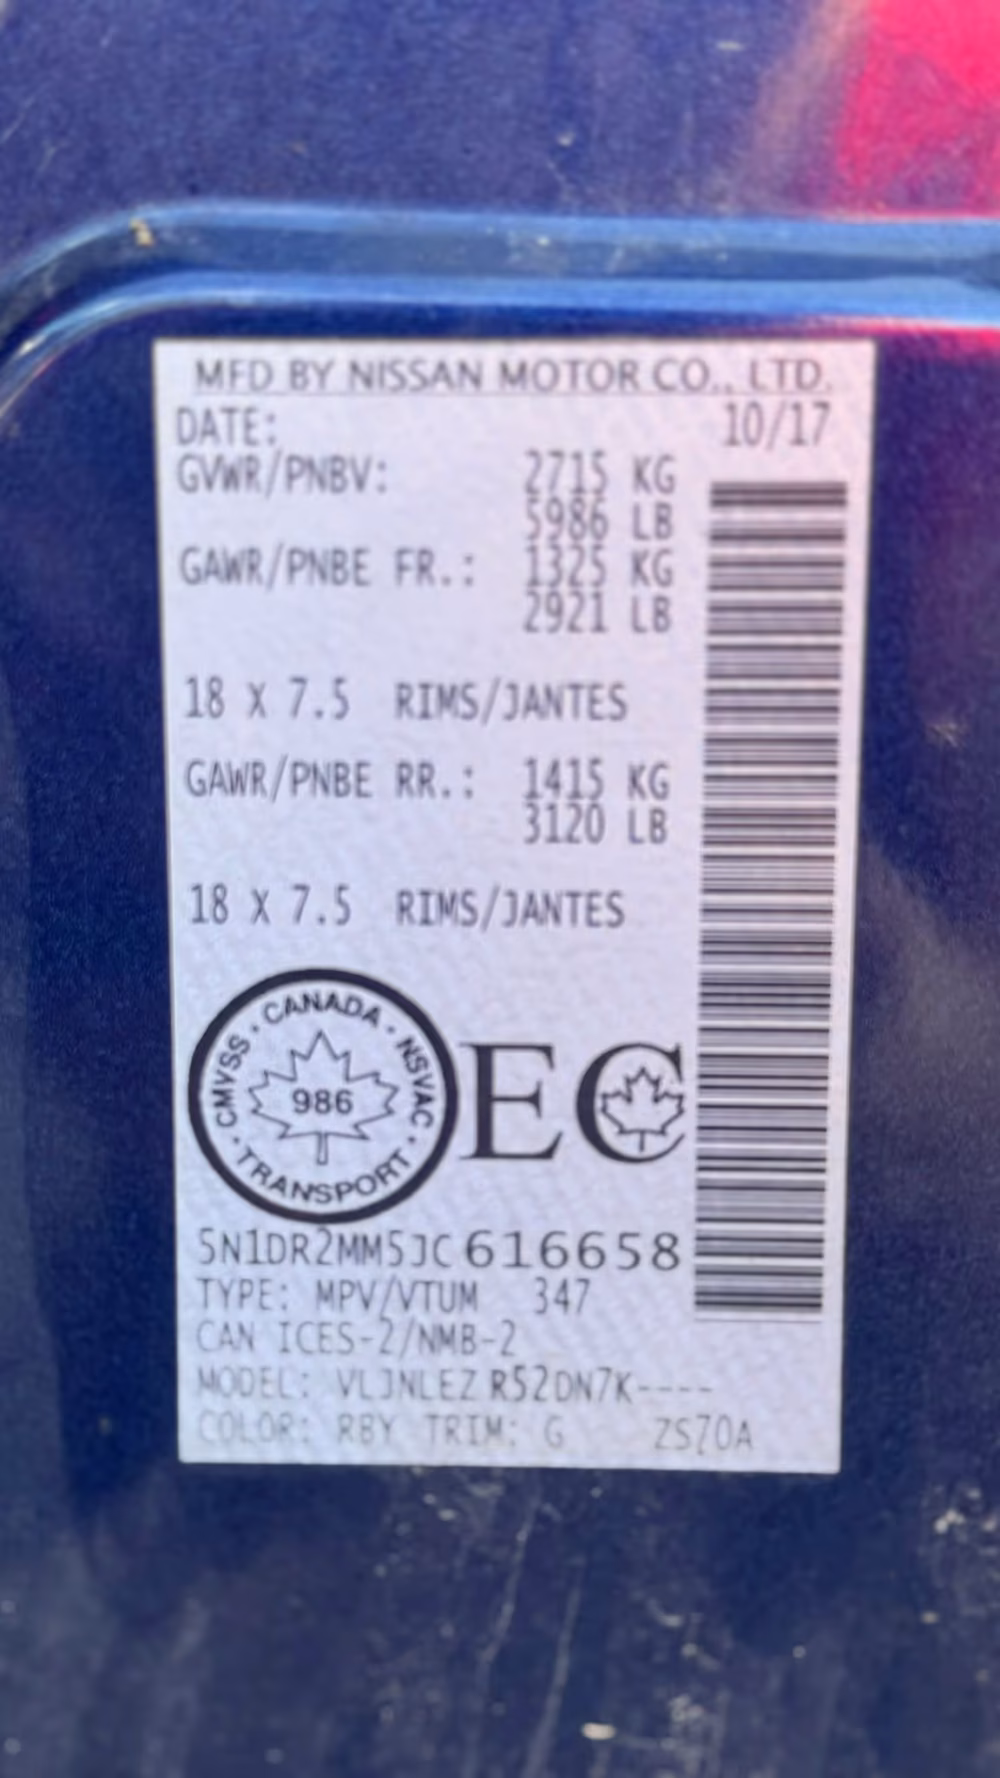 MFD BY NISSAN MOTOR CO., LTD.
DATE: 10/17
GVWR/PNBV: 2715 KG
5986 LB
GAWR/PNBE FR.: 1325 KG
2921 LB
18 X 7.5 RIMS/JANTES
GAWR/PNBE RR.: 1415 KG
3120 LB
18 X 7.5 RIMS/JANTES
CMVSS · CANADA · NSVAC · TRANSPORT ·
986
EC
5N1DR2MM5JC616658
TYPE: MPV/VTUM 347
CAN ICES-2/NMB-2
MODEL: VLJNLEZ R52DN7K----
COLOR: RBY TRIM: G ZS70A